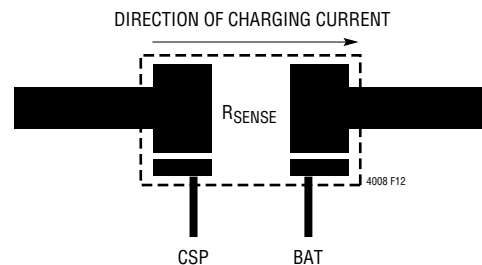 DIRECTION OF CHARGING CURRENT
RSENSE
4008 F12
CSP BAT